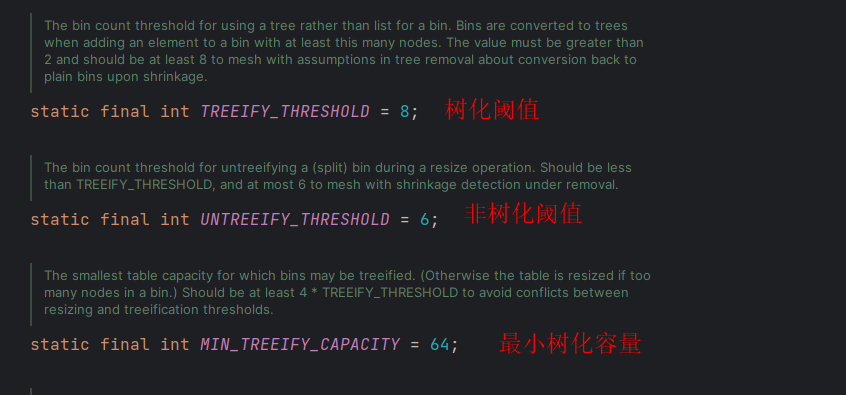 The bin count threshold for using a tree rather than list for a bin. Bins are converted to trees
when adding an element to a bin with at least this many nodes. The value must be greater than
2 and should be at least 8 to mesh with assumptions in tree removal about conversion back to
plain bins upon shrinkage.
static final int TREEIFY_THRESHOLD = 8; 树化阈值
The bin count threshold for untreeifying a (split) bin during a resize operation. Should be less
than TREEIFY_THRESHOLD, and at most 6 to mesh with shrinkage detection under removal.
static final int UNTREEIFY_THRESHOLD = 6; 非树化阈值
The smallest table capacity for which bins may be treeified. (Otherwise the table is resized if too
many nodes in a bin.) Should be at least 4 * TREEIFY_THRESHOLD to avoid conflicts between
resizing and treeification thresholds.
static final int MIN_TREEIFY_CAPACITY = 64; 最小树化容量